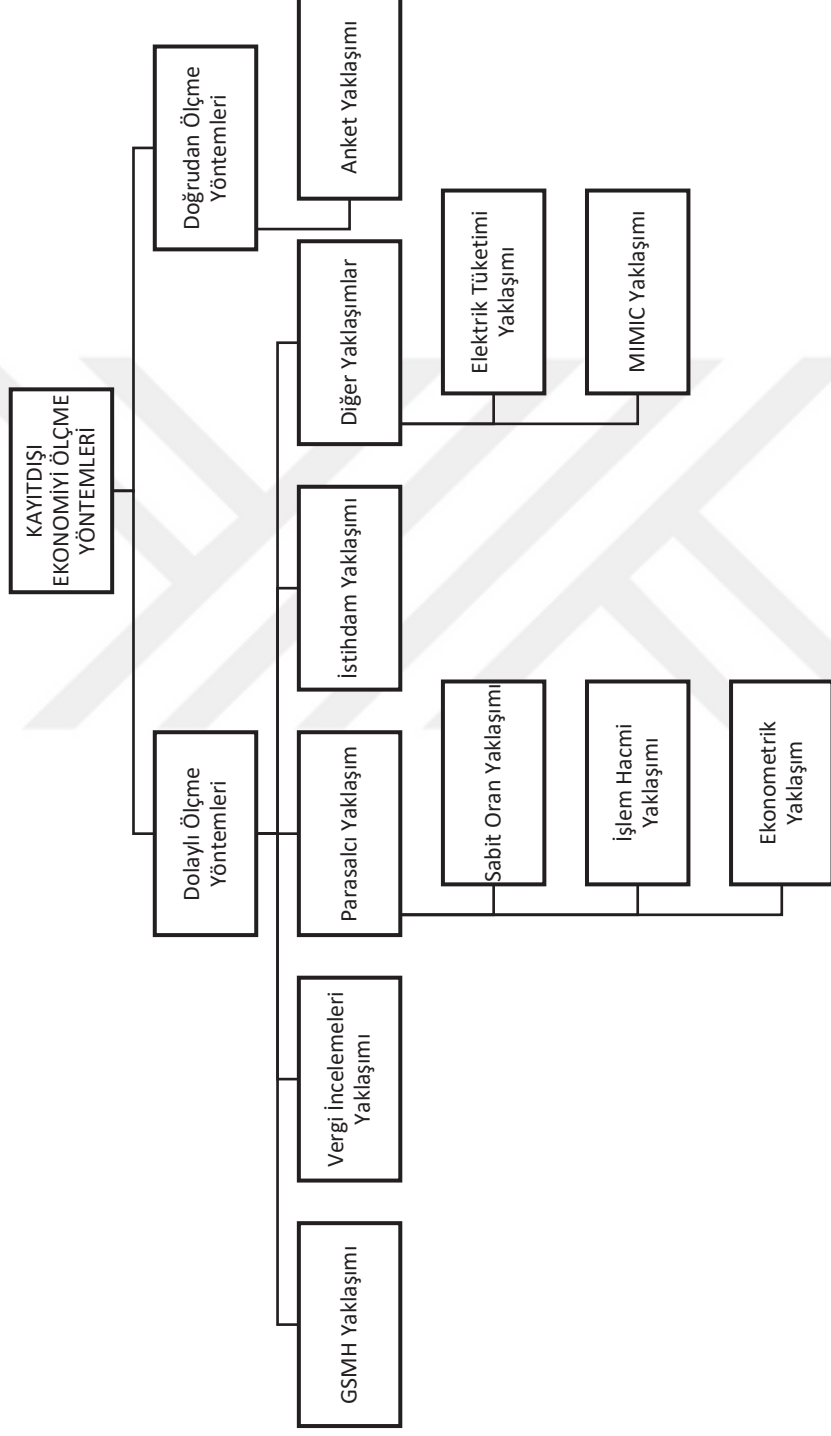 KAYITDIŞI
EKONOMİYİ ÖLÇME
YÖNTEMLERİ
Dolaylı Ölçme
Yöntemleri
Doğrudan Ölçme
Yöntemleri
GSMH Yaklaşımı
Vergi İncelemeleri
Yaklaşımı
Parasalcı Yaklaşım
İstihdam Yaklaşımı
Diğer Yaklaşımlar
Anket Yaklaşımı
Sabit Oran Yaklaşımı
Elektrik Tüketimi
Yaklaşımı
İşlem Hacmi
Yaklaşımı
MIMIC Yaklaşımı
Ekonometrik
Yaklaşım